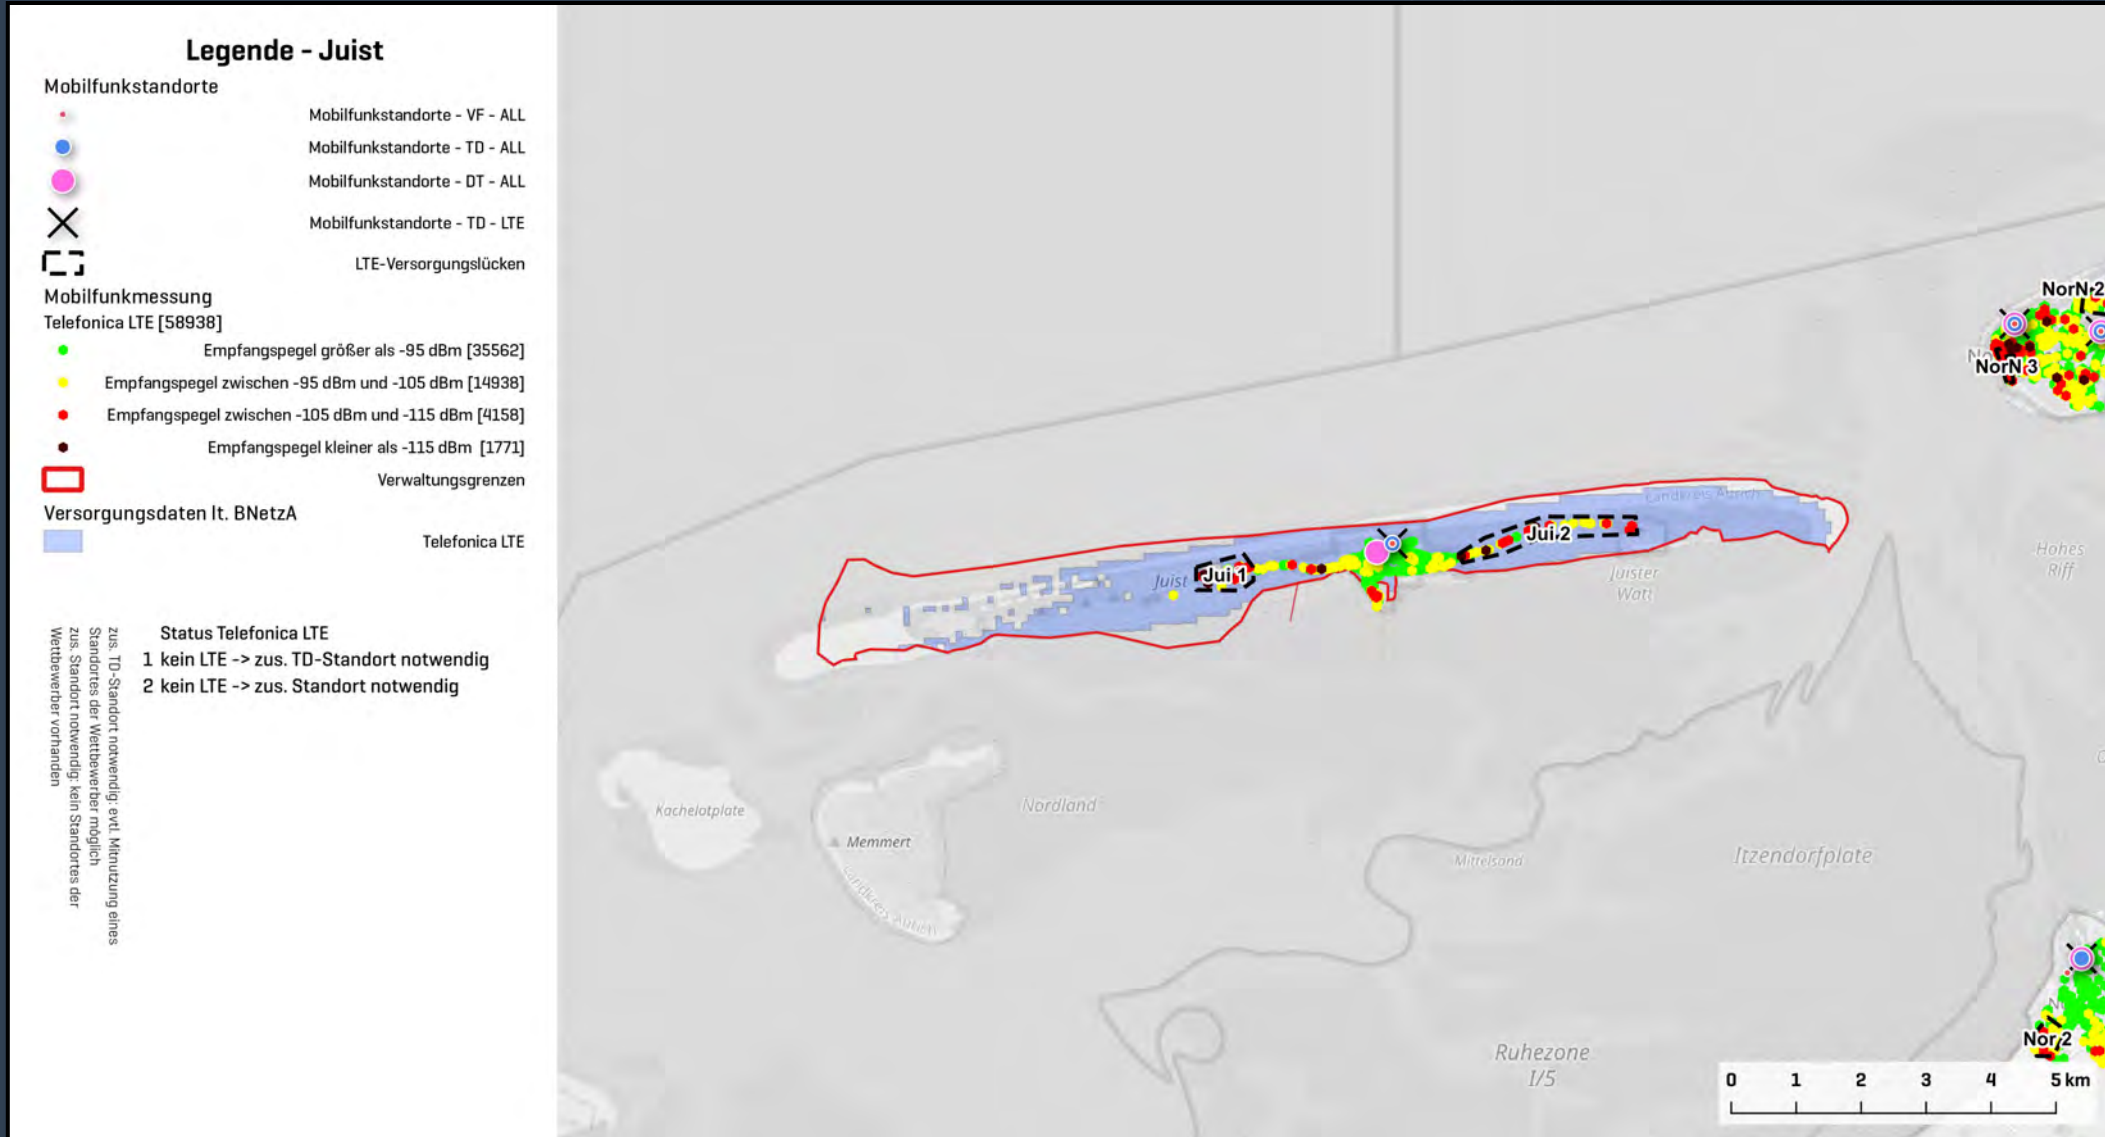 Legende - Juist
Mobilfunkstandorte
Mobilfunkstandorte - VF - ALL
Mobilfunkstandorte - TD - ALL
Mobilfunkstandorte - DT - ALL
Mobilfunkstandorte - TD - LTE
LTE-Versorgungslücken
Mobilfunkmessung
Telefonica LTE [58938]
Empfangspegel größer als -95 dBm [35562]
Empfangspegel zwischen -95 dBm und -105 dBm [14938]
Empfangspegel zwischen -105 dBm und -115 dBm [4158]
Empfangspegel kleiner als -115 dBm [1771]
Verwaltungsgrenzen
Versorgungsdaten lt. BNetzA
Telefonica LTE
Status Telefonica LTE
1 kein LTE -> zus. TD-Standort notwendig
2 kein LTE -> zus. Standort notwendig
zus. TD-Standort notwendig: evtl. Mitnutzung eines
Standortes der Wettbewerber möglich
zus. Standort notwendig: kein Standortes der
Wettbewerber vorhanden
NorN 2
NorN 3
Landkreis Aurich
Jui 2
Juist
Jui 1
Juister
Watt
Hohes
Riff
Kachelotplate
Nordland
Memmert
Landkreis Aurich
Mittelsand
Itzendorfplate
Nor 2
Ruhezone
I/5
0 1 2 3 4 5 km